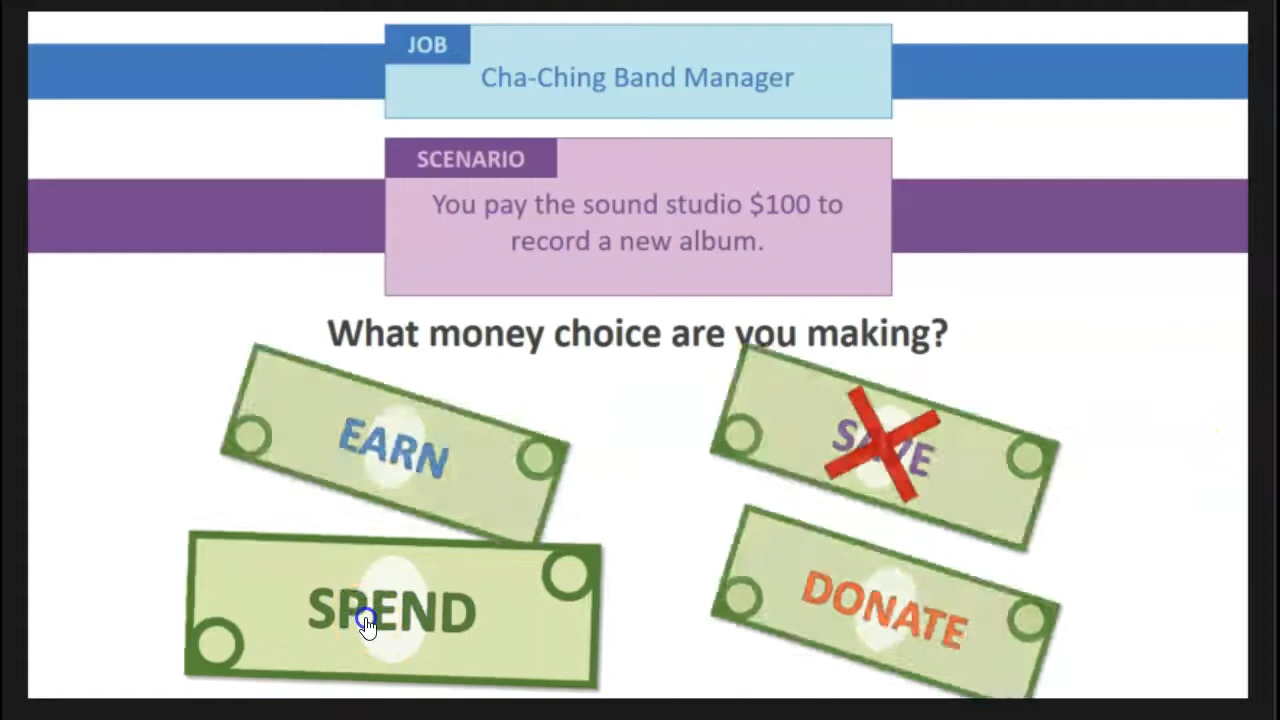 JOB
Cha-Ching Band Manager
SCENARIO
You pay the sound studio $100 to
record a new album.
What money choice are you making?
EARN
SAVE
SPEND
DONATE